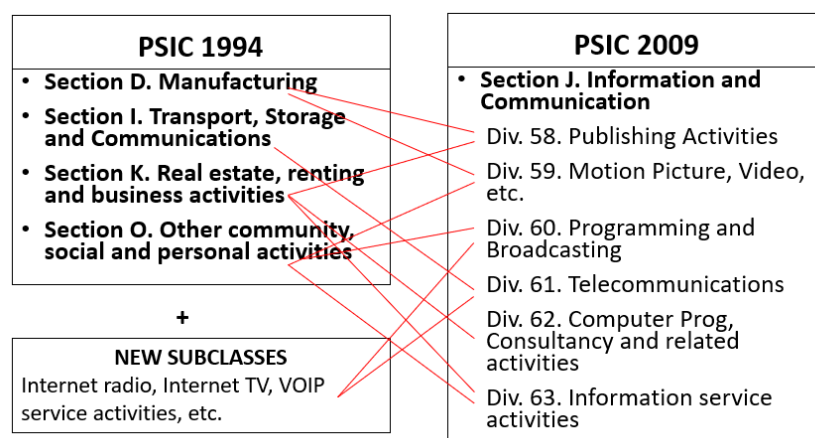 PSIC 1994
• Section D. Manufacturing
• Section I. Transport, Storage
and Communications
• Section K. Real estate, renting
and business activities
• Section O. Other community,
social and personal activities
+
NEW SUBCLASSES
Internet radio, Internet TV, VOIP
service activities, etc.
PSIC 2009
• Section J. Information and
Communication
Div. 58. Publishing Activities
Div. 59. Motion Picture, Video,
etc.
Div. 60. Programming and
Broadcasting
Div. 61. Telecommunications
Div. 62. Computer Prog,
Consultancy and related
activities
Div. 63. Information service
activities